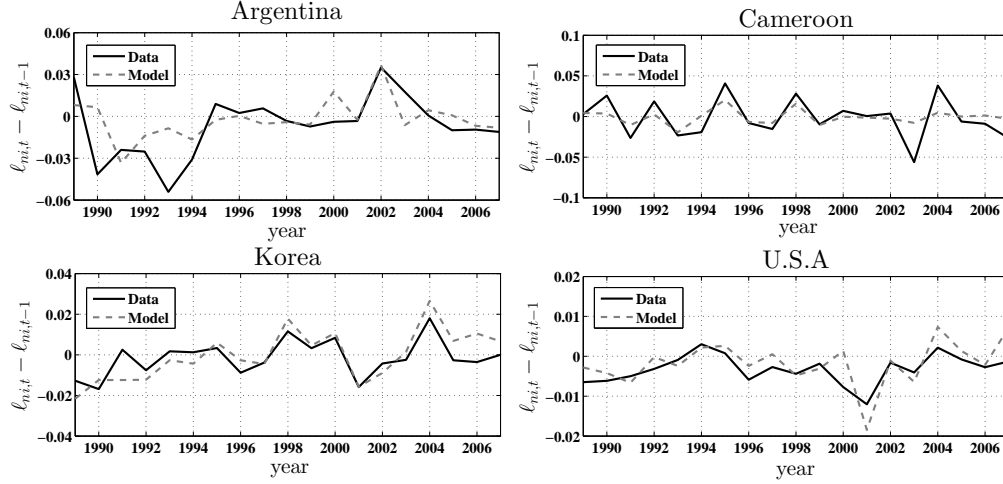 Argentina
0.06
0.03
0
−0.03
−0.06
ℓni,t − ℓni,t−1
Data
Model
1990 1992 1994 1996 1998 2000 2002 2004 2006
year
Cameroon
0.1
0.05
0
−0.05
−0.1
ℓni,t − ℓni,t−1
Data
Model
1990 1992 1994 1996 1998 2000 2002 2004 2006
year
Korea
0.04
0.02
0
−0.02
−0.04
ℓni,t − ℓni,t−1
Data
Model
1990 1992 1994 1996 1998 2000 2002 2004 2006
year
U.S.A
0.02
0.01
0
−0.01
−0.02
ℓni,t − ℓni,t−1
Data
Model
1990 1992 1994 1996 1998 2000 2002 2004 2006
year